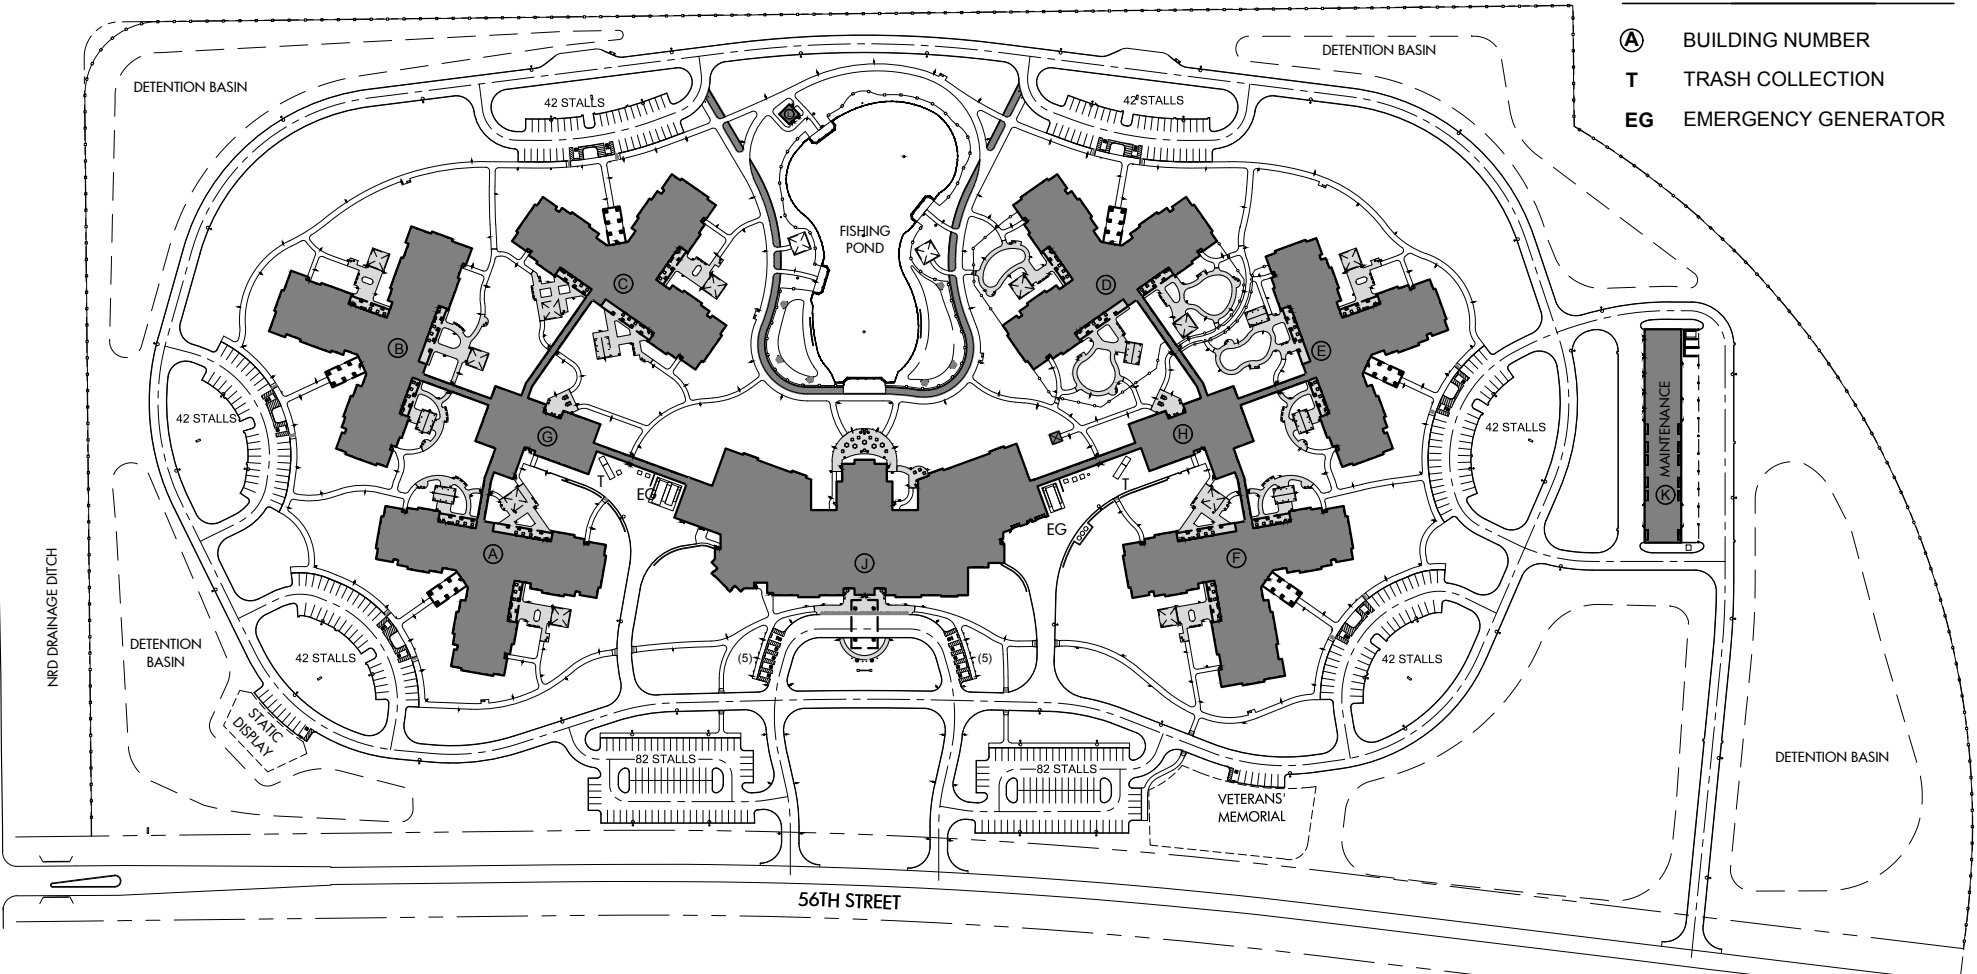 BUILDING NUMBER
A
T
TRASH COLLECTION
EG
EMERGENCY GENERATOR
DETENTION BASIN
DETENTION BASIN
42 STALLS
42 STALLS
FISHING
POND
C
D
B
E
42 STALLS
42 STALLS
MAINTENANCE
K
G
H
T
EG
T
EG
A
J
F
NRD DRAINAGE DITCH
DETENTION
BASIN
42 STALLS
(5)
(5)
42 STALLS
STATIC
DISPLAY
82 STALLS
82 STALLS
DETENTION BASIN
VETERANS'
MEMORIAL
56TH STREET